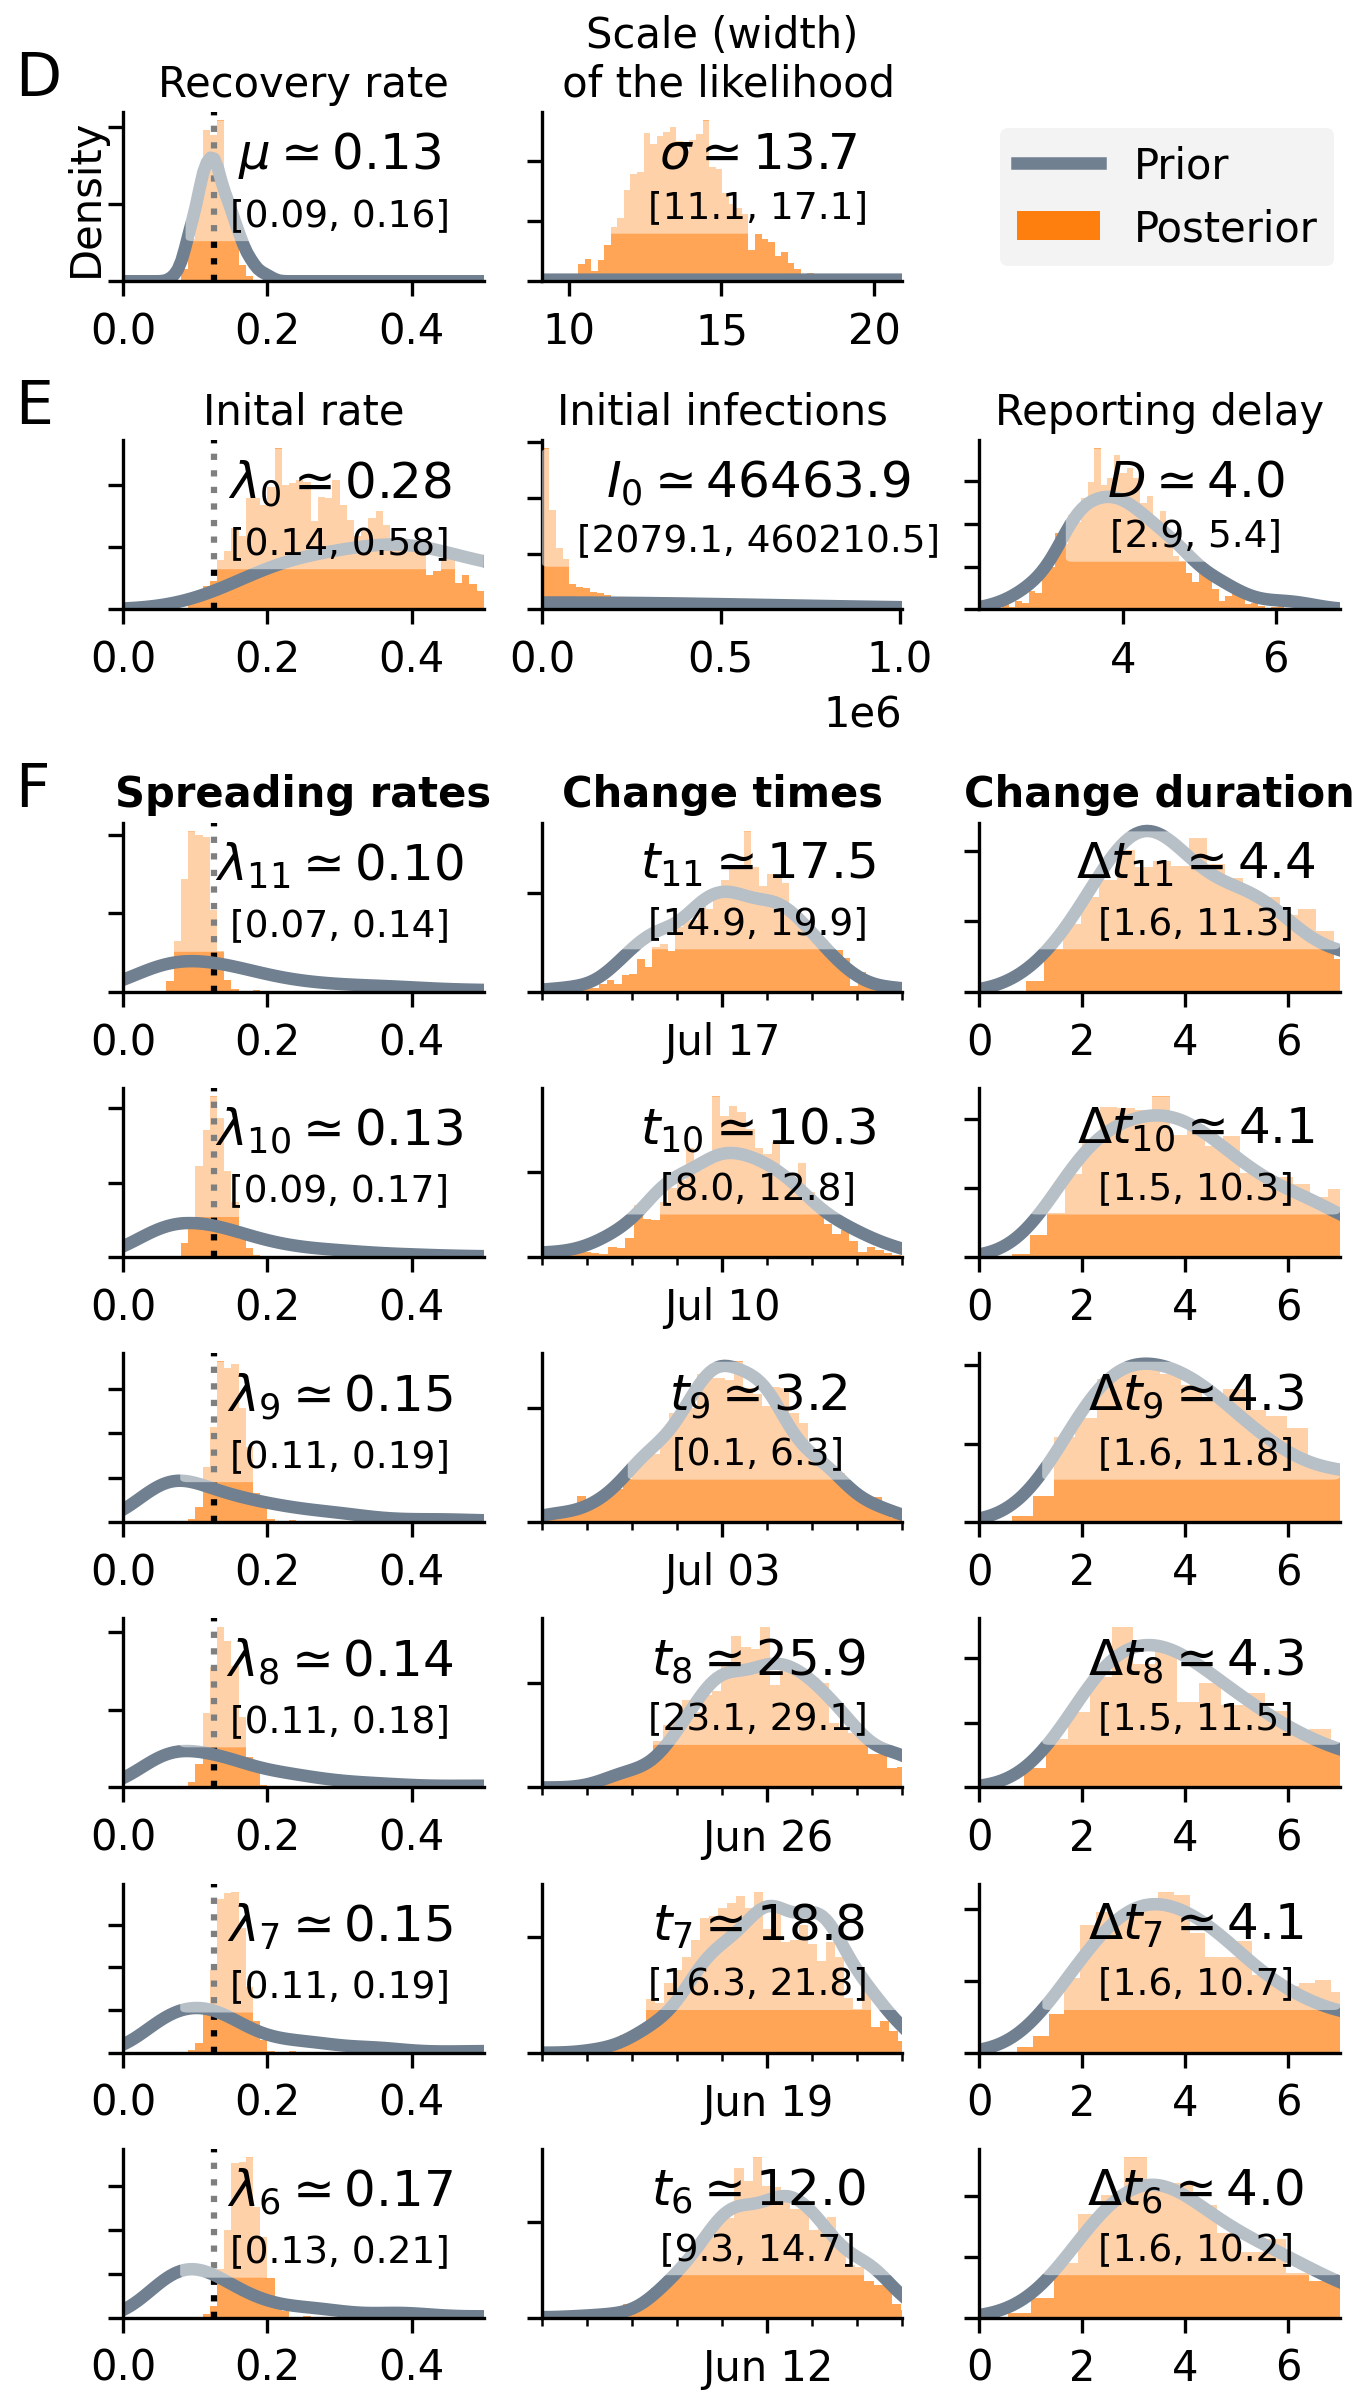 D
Recovery rate
Scale (width)
of the likelihood
Density
μ ≃ 0.13
[0.09, 0.16]
0.0 0.2 0.4
σ ≃ 13.7
[11.1, 17.1]
10 15 20
Prior
Posterior
E
Inital rate
λ0 ≃ 0.28
[0.14, 0.58]
0.0 0.2 0.4
Initial infections
I0 ≃ 46463.9
[2079.1, 460210.5]
0.0 0.5 1.0
1e6
Reporting delay
D ≃ 4.0
[2.9, 5.4]
4 6
F
Spreading rates
Change times
Change duration
λ11 ≃ 0.10
[0.07, 0.14]
0.0 0.2 0.4
t11 ≃ 17.5
[14.9, 19.9]
Jul 17
Δt11 ≃ 4.4
[1.6, 11.3]
0 2 4 6
λ10 ≃ 0.13
[0.09, 0.17]
0.0 0.2 0.4
t10 ≃ 10.3
[8.0, 12.8]
Jul 10
Δt10 ≃ 4.1
[1.5, 10.3]
0 2 4 6
λ9 ≃ 0.15
[0.11, 0.19]
0.0 0.2 0.4
t9 ≃ 3.2
[0.1, 6.3]
Jul 03
Δt9 ≃ 4.3
[1.6, 11.8]
0 2 4 6
λ8 ≃ 0.14
[0.11, 0.18]
0.0 0.2 0.4
t8 ≃ 25.9
[23.1, 29.1]
Jun 26
Δt8 ≃ 4.3
[1.5, 11.5]
0 2 4 6
λ7 ≃ 0.15
[0.11, 0.19]
0.0 0.2 0.4
t7 ≃ 18.8
[16.3, 21.8]
Jun 19
Δt7 ≃ 4.1
[1.6, 10.7]
0 2 4 6
λ6 ≃ 0.17
[0.13, 0.21]
0.0 0.2 0.4
t6 ≃ 12.0
[9.3, 14.7]
Jun 12
Δt6 ≃ 4.0
[1.6, 10.2]
0 2 4 6